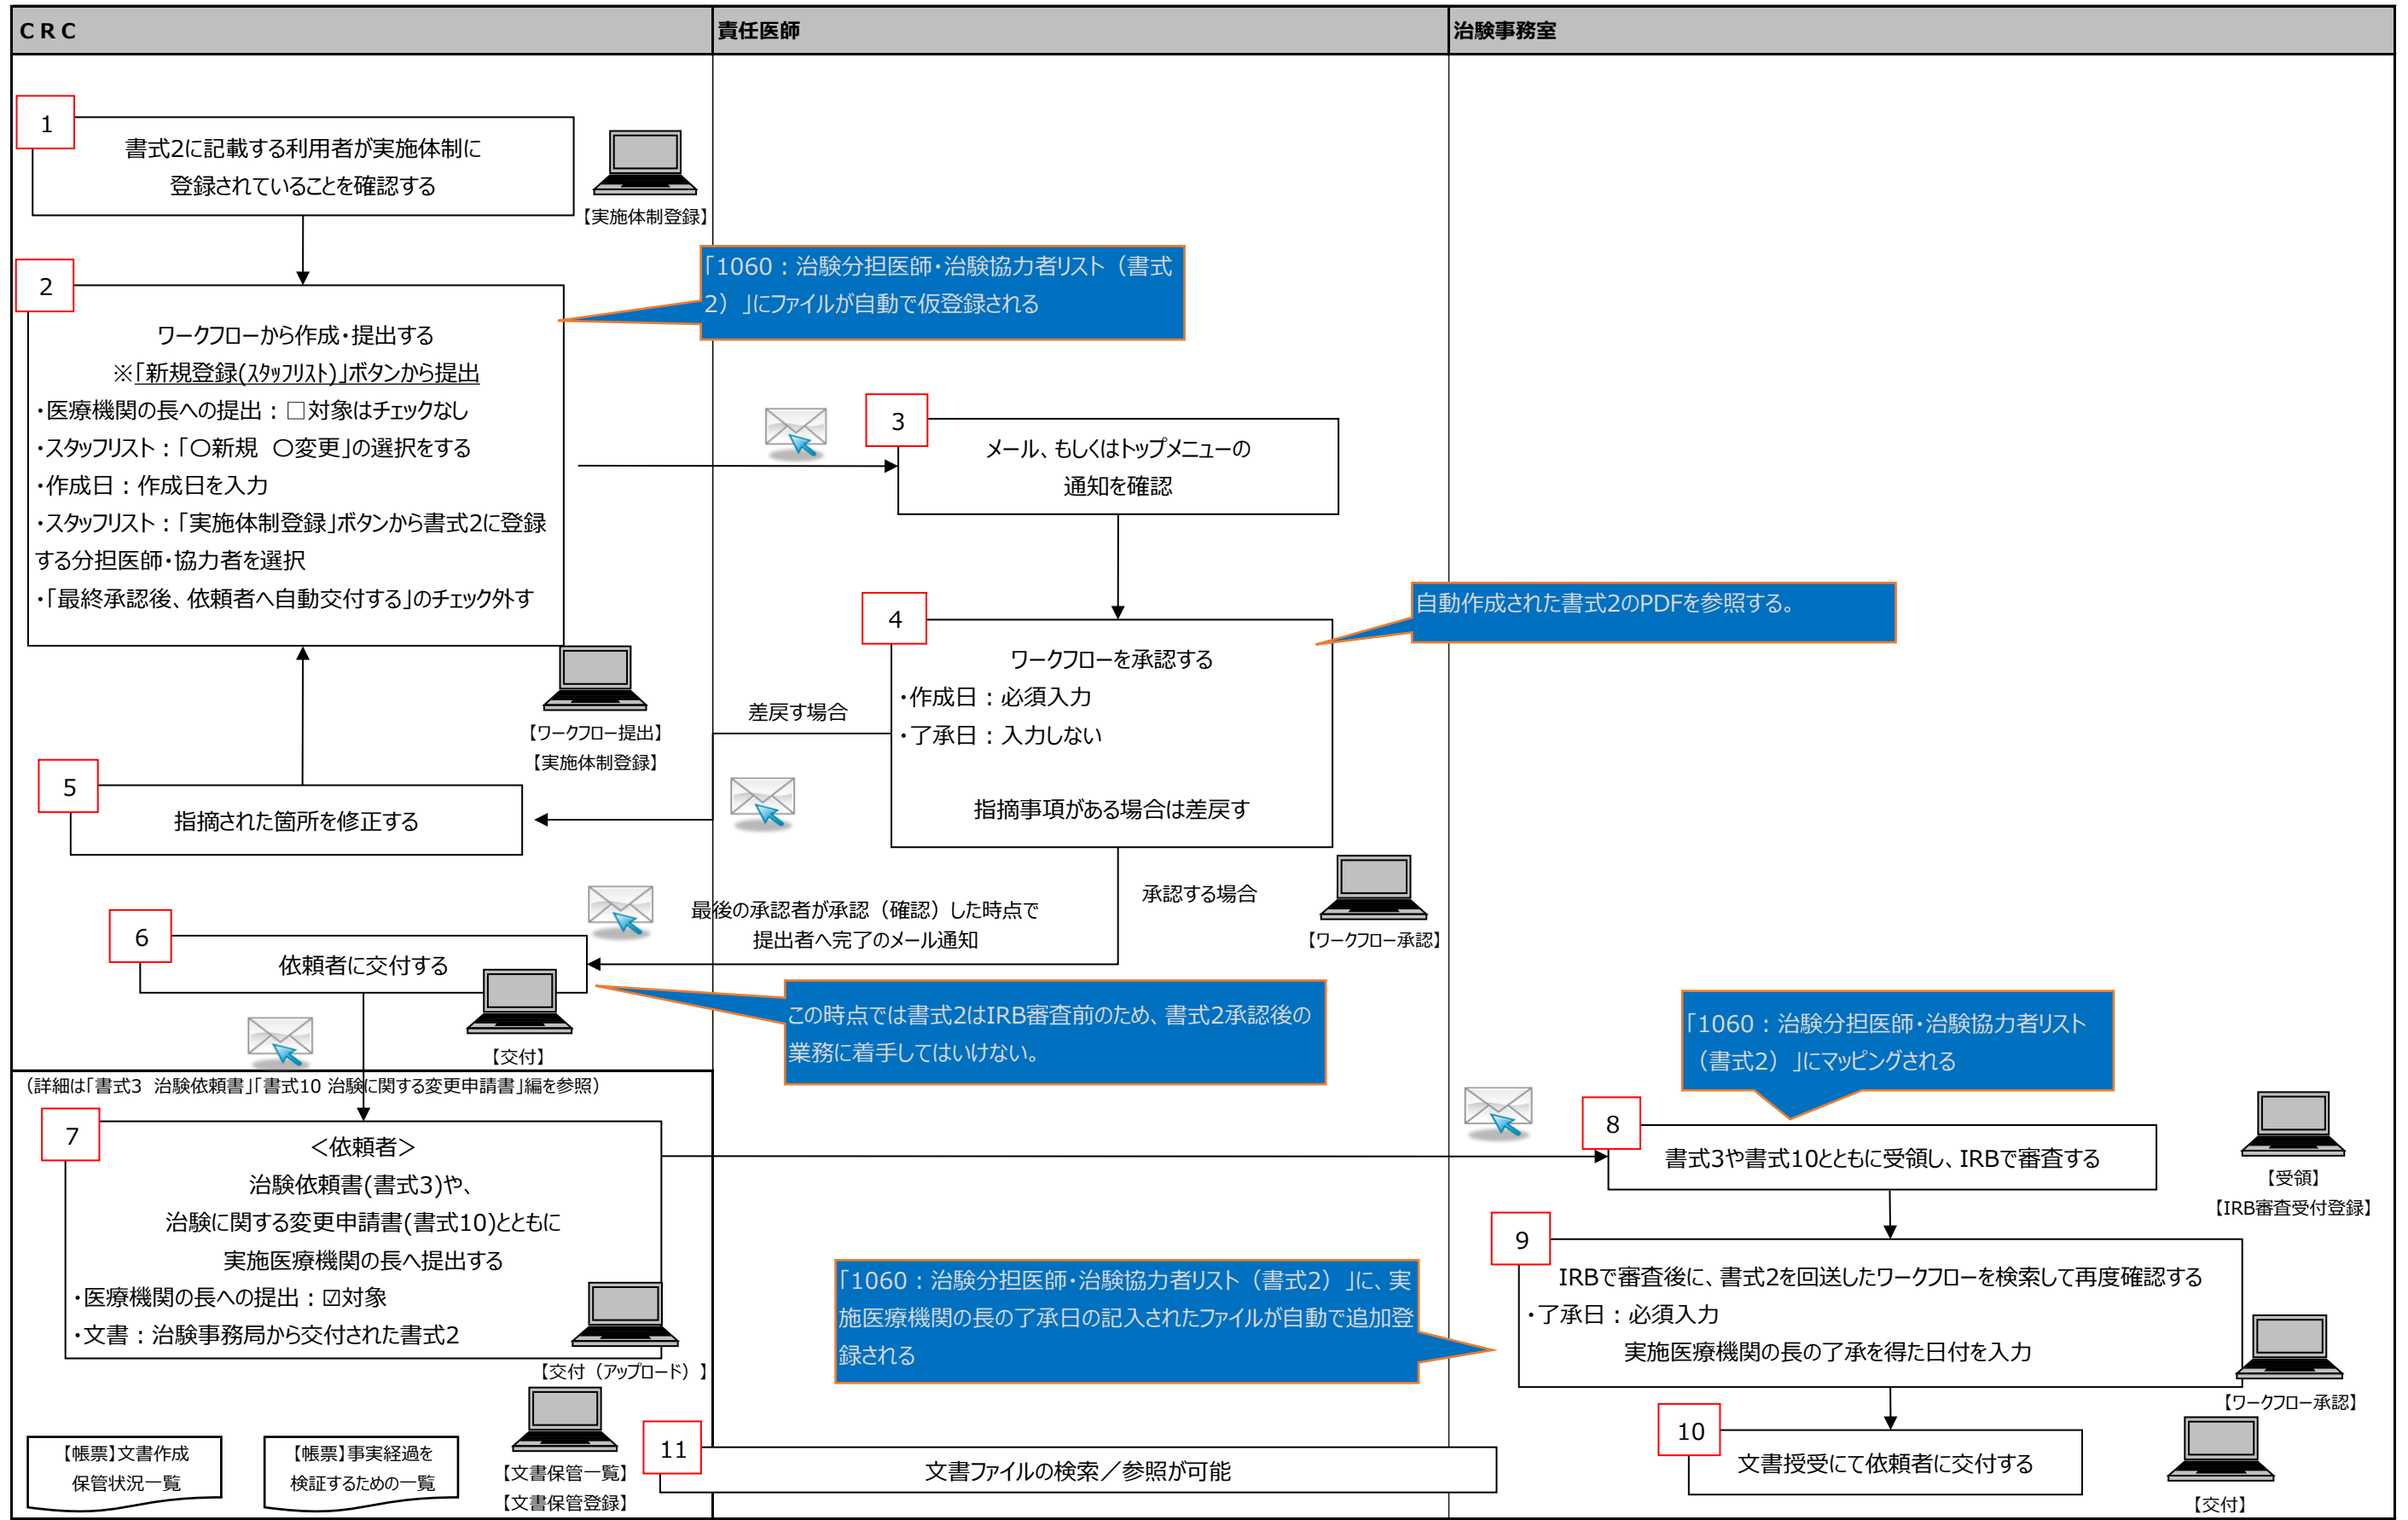 ＣＲＣ
責任医師
治験事務室
1
書式2に記載する利用者が実施体制に
登録されていることを確認する
【実施体制登録】
2
ワークフローから作成・提出する
※「新規登録(ｽﾀｯﾌﾘｽﾄ)」ボタンから提出
・医療機関の長への提出：□対象はチェックなし
・スタッフリスト：「〇新規　〇変更」の選択をする
・作成日：作成日を入力
・スタッフリスト：「実施体制登録」ボタンから書式2に登録
する分担医師・協力者を選択
・「最終承認後、依頼者へ自動交付する」のチェック外す
【ワークフロー提出】
【実施体制登録】
「1060：治験分担医師・治験協力者リスト（書式
2）」にファイルが自動で仮登録される
3
メール、もしくはトップメニューの
通知を確認
4
ワークフローを承認する
・作成日：必須入力
・了承日：入力しない
指摘事項がある場合は差戻す
【ワークフロー承認】
自動作成された書式2のPDFを参照する。
差戻す場合
5
指摘された箇所を修正する
承認する場合
最後の承認者が承認（確認）した時点で
提出者へ完了のメール通知
6
依頼者に交付する
【交付】
この時点では書式2はIRB審査前のため、書式2承認後の
業務に着手してはいけない。
（詳細は「書式3　治験依頼書」「書式10 治験に関する変更申請書」編を参照）
7
＜依頼者＞
治験依頼書(書式3)や、
治験に関する変更申請書(書式10)とともに
実施医療機関の長へ提出する
・医療機関の長への提出：☑対象
・文書：治験事務局から交付された書式2
【交付（アップロード）】
「1060：治験分担医師・治験協力者リスト
（書式2）」にマッピングされる
8
書式3や書式10とともに受領し、IRBで審査する
【受領】
【IRB審査受付登録】
9
IRBで審査後に、書式2を回送したワークフローを検索して再度確認する
・了承日：必須入力
実施医療機関の長の了承を得た日付を入力
【ワークフロー承認】
「1060：治験分担医師・治験協力者リスト（書式2）」に、実
施医療機関の長の了承日の記入されたファイルが自動で追加登
録される
10
文書授受にて依頼者に交付する
【交付】
11
文書ファイルの検索／参照が可能
【文書保管一覧】
【文書保管登録】
【帳票】文書作成
保管状況一覧
【帳票】事実経過を
検証するための一覧